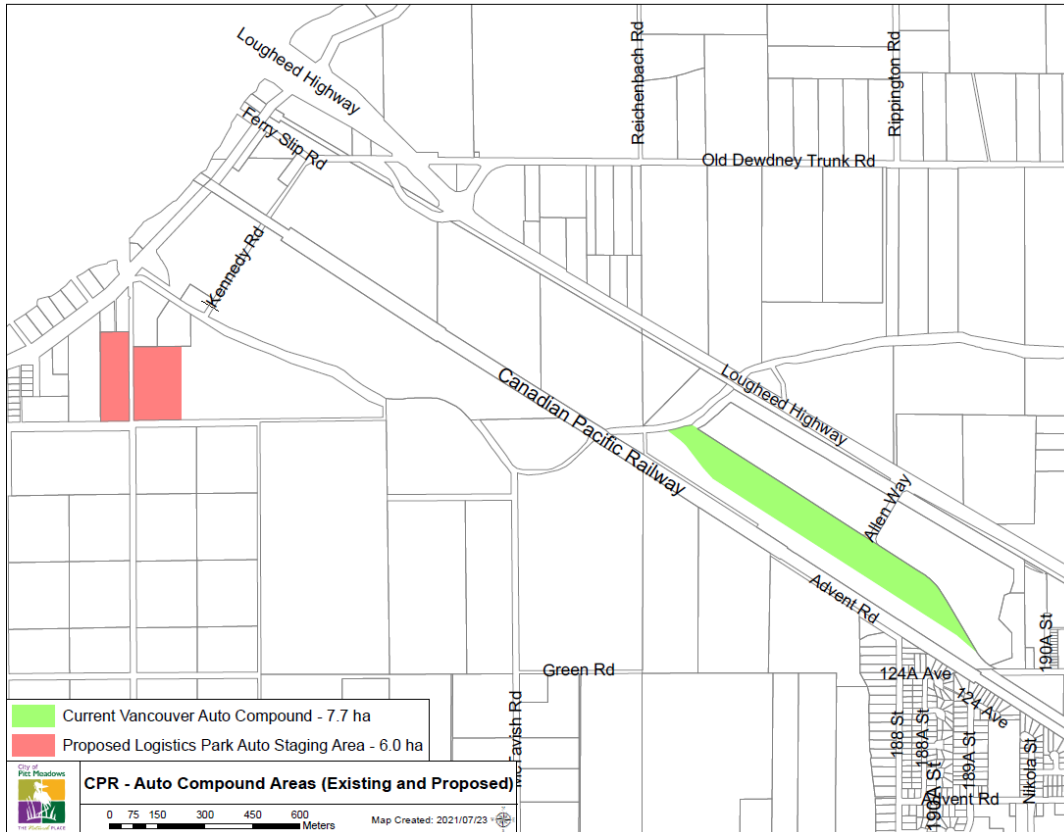 Lougheed Highway
Reichenbach Rd
Rippington Rd
Ferry Slip Rd
Old Dewdney Trunk Rd
Kennedy Rd
Canadian Pacific Railway
Lougheed Highway
Allen Way
Advent Rd
190A St
Green Rd
124A Ave
124 Ave
188 St
188A St
189A St
190A St
Nikola St
Advent Rd
McTavish Rd
Current Vancouver Auto Compound - 7.7 ha
Proposed Logistics Park Auto Staging Area - 6.0 ha
City of
Pitt Meadows
THE Natural PLACE
CPR - Auto Compound Areas (Existing and Proposed)
0 75 150 300 450 600
Meters
Map Created: 2021/07/23